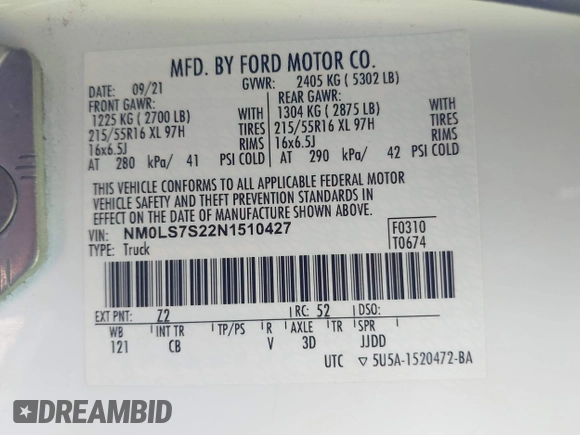 MFD. BY FORD MOTOR CO.
DATE: 09/21 GVWR: 2405 KG ( 5302 LB)
FRONT GAWR: REAR GAWR:
1225 KG ( 2700 LB) WITH 1304 KG ( 2875 LB) WITH
215/55R16 XL 97H TIRES 215/55R16 XL 97H TIRES
16x6.5J RIMS 16x6.5J RIMS
AT 280 kPa/ 41 PSI COLD AT 290 kPa/ 42 PSI COLD
THIS VEHICLE CONFORMS TO ALL APPLICABLE FEDERAL MOTOR
VEHICLE SAFETY AND THEFT PREVENTION STANDARDS IN
EFFECT ON THE DATE OF MANUFACTURE SHOWN ABOVE.
VIN: NM0LS7S22N1510427 F0310
TYPE: Truck T0674
EXT PNT: Z2 RC: 52 DSO:
WB INT TR TP/PS R AXLE TR SPR
121 CB V 3D JJDD
UTC ▽ 5U5A-1520472-BA
DREAMBID